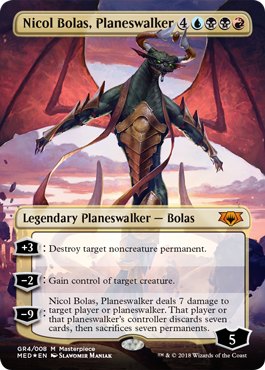 Nicol Bolas, Planeswalker 4
Legendary Planeswalker — Bolas
+3: Destroy target noncreature permanent.
-2: Gain control of target creature.
Nicol Bolas, Planeswalker deals 7 damage to
-9: target player or planeswalker. That player or
that planeswalker's controller discards seven
cards, then sacrifices seven permanents.
5
GR4/008 M Masterpiece
MED EN Slawomir Maniak
™ & © 2018 Wizards of the Coast